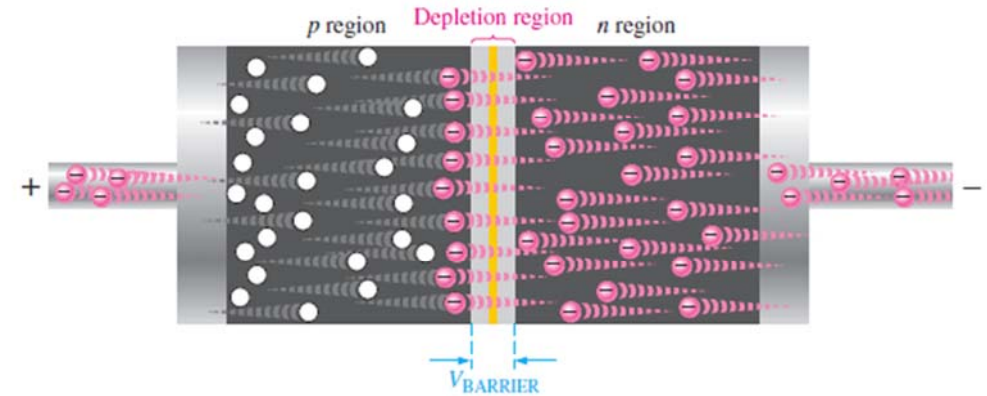 Depletion region
p region
n region
+
−
V_BARRIER